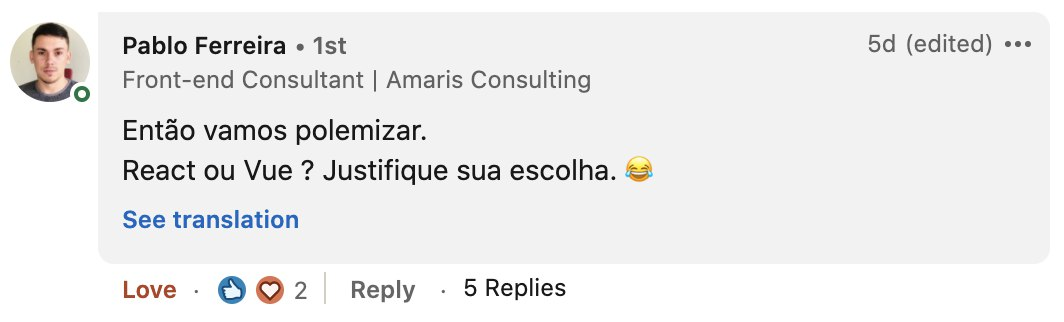 Pablo Ferreira • 1st
5d (edited) •••
Front-end Consultant | Amaris Consulting
Então vamos polemizar.
React ou Vue ? Justifique sua escolha. 😂
See translation
Love · 2 | Reply · 5 Replies